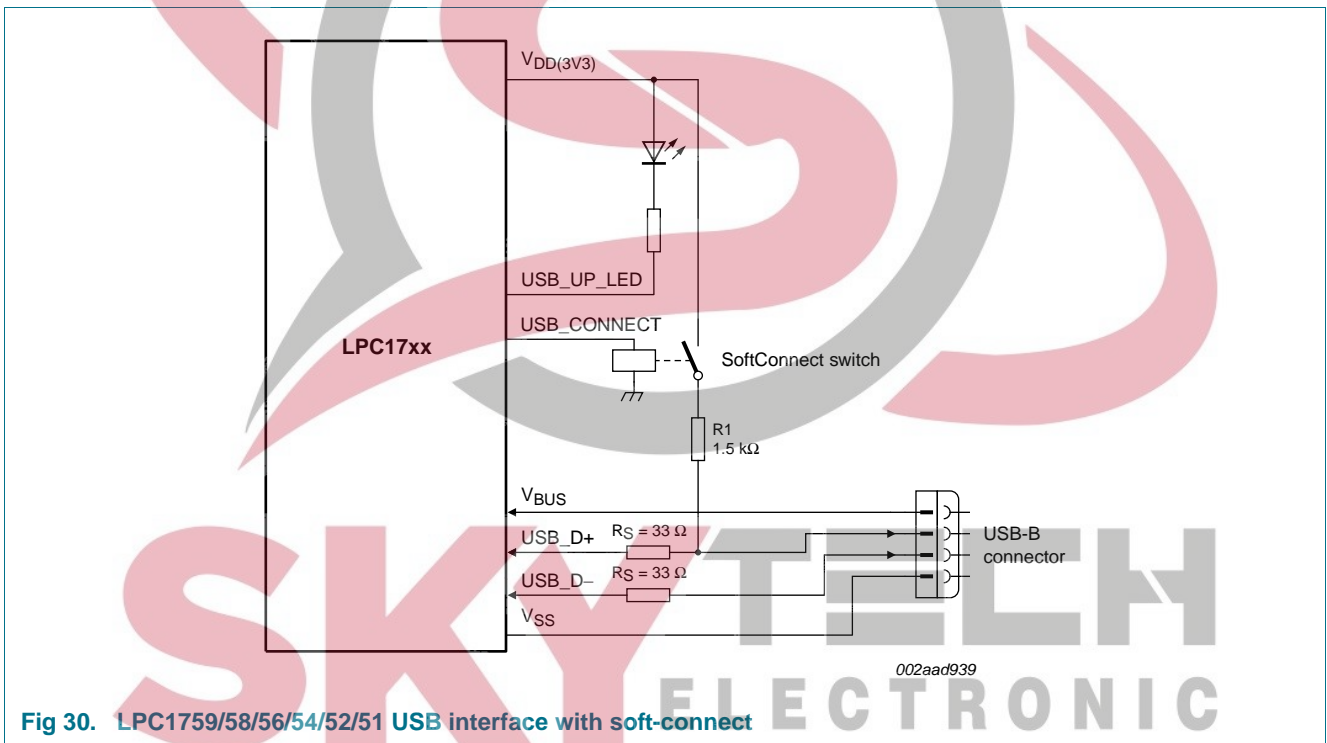 VDD(3V3)
USB_UP_LED
USB_CONNECT
LPC17xx
SoftConnect switch
R1
1.5 kΩ
VBUS
USB_D+
RS = 33 Ω
USB-B
connector
USB_D−
RS = 33 Ω
VSS
002aad939
SKY TECH
ELECTRONIC
Fig 30. LPC1759/58/56/54/52/51 USB interface with soft-connect